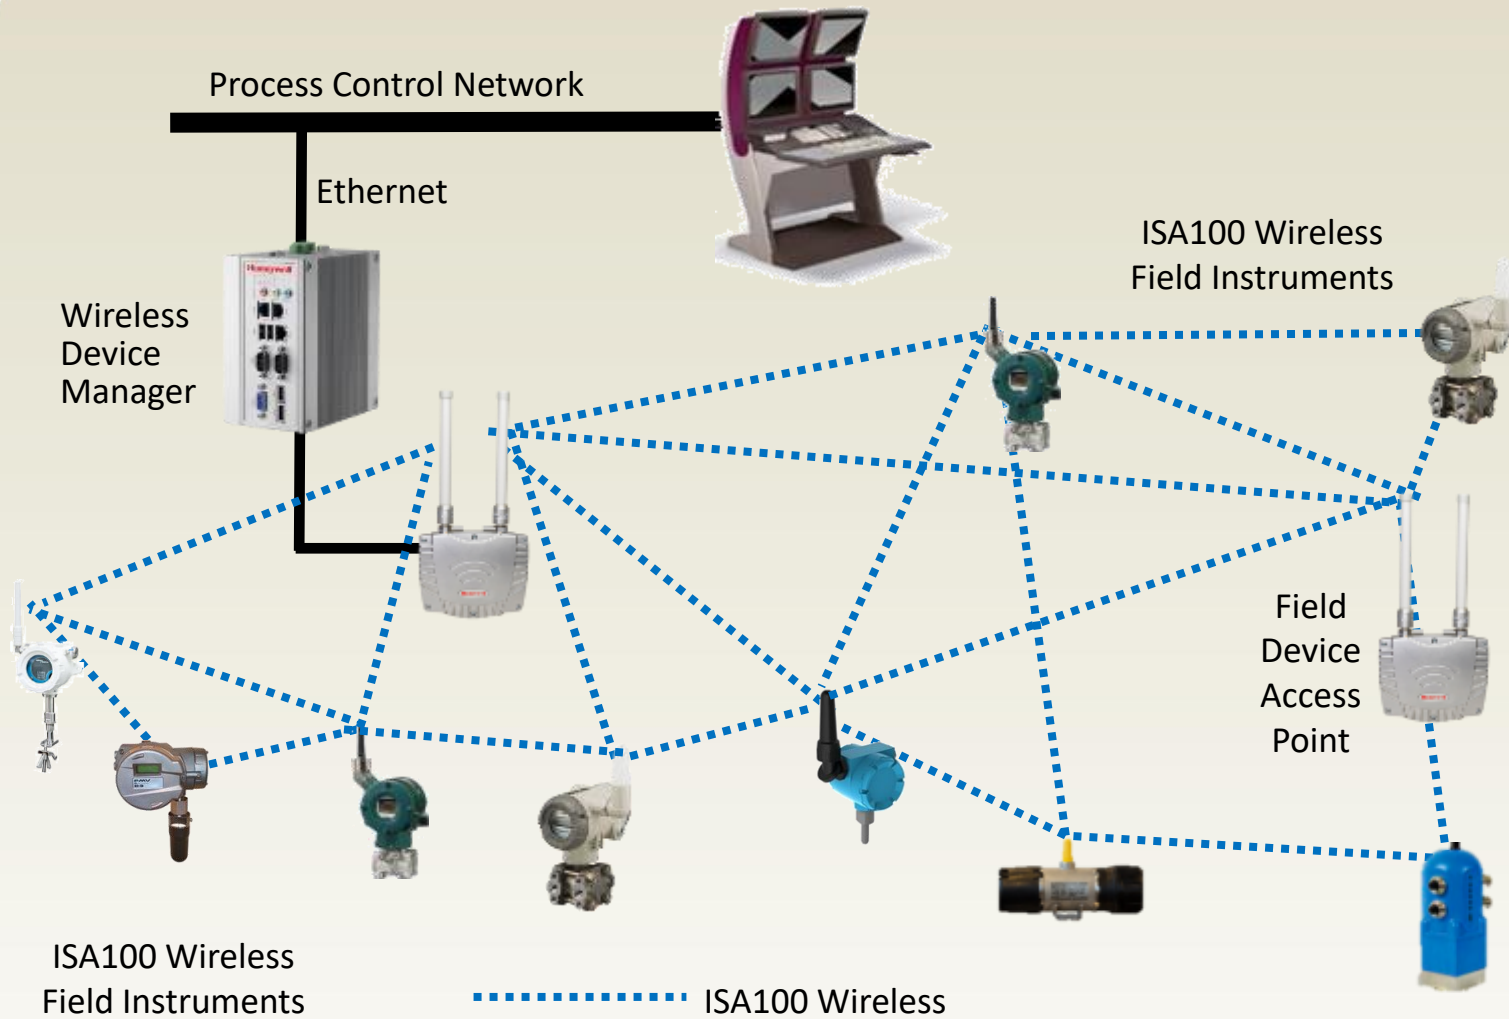 Process Control Network
Ethernet
ISA100 Wireless
Field Instruments
Honeywell
Wireless
Device
Manager
Field
Device
Access
Point
ISA100 Wireless
Field Instruments
ISA100 Wireless